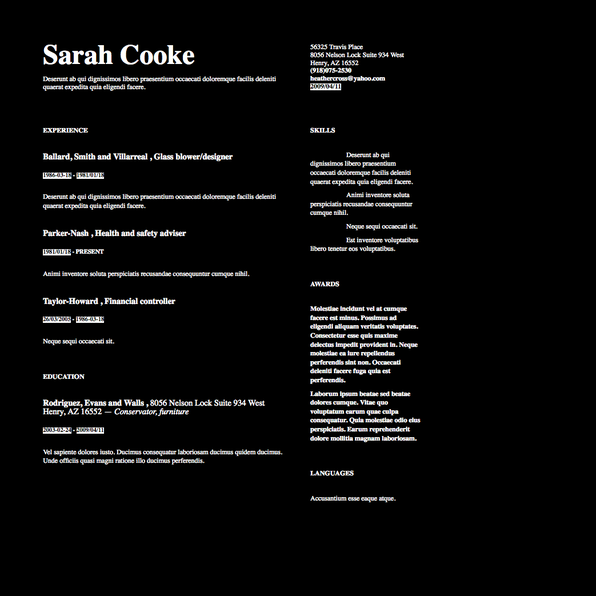 Sarah Cooke
Deserunt ab qui dignissimos libero praesentium occaecati doloremque facilis deleniti
quaerat expedita quia eligendi facere.
56325 Travis Place
8056 Nelson Lock Suite 934 West
Henry, AZ 16552
(918)075-2530
heathercross@yahoo.com
2009/04/11
EXPERIENCE
Ballard, Smith and Villarreal , Glass blower/designer
1986-03-18 - 1981/01/18
Deserunt ab qui dignissimos libero praesentium occaecati doloremque facilis deleniti
quaerat expedita quia eligendi facere.
Parker-Nash , Health and safety adviser
1981/01/18 - PRESENT
Animi inventore soluta perspiciatis recusandae consequuntur cumque nihil.
Taylor-Howard , Financial controller
26/03/2005 - 1986-03-18
Neque sequi occaecati sit.
EDUCATION
Rodriguez, Evans and Walls , 8056 Nelson Lock Suite 934 West
Henry, AZ 16552 — Conservator, furniture
2003-02-24 - 2009/04/11
Vel sapiente dolores iusto. Ducimus consequatur laboriosam ducimus quidem ducimus.
Unde officiis quasi magni ratione illo ducimus perferendis.
SKILLS
Deserunt ab qui
dignissimos libero praesentium
occaecati doloremque facilis deleniti
quaerat expedita quia eligendi facere.
Animi inventore soluta
perspiciatis recusandae consequuntur
cumque nihil.
Neque sequi occaecati sit.
Est inventore voluptatibus
libero tenetur eos voluptatibus.
AWARDS
Molestiae incidunt vel at cumque
facere est minus. Possimus ad
eligendi aliquam veritatis voluptates.
Consectetur esse quis maxime
delectus impedit provident in. Neque
molestiae ea iure repellendus
perferendis sint non. Occaecati
deleniti facere fuga quia est
perferendis.
Laborum ipsum beatae sed beatae
dolores cumque. Vitae quo
voluptatum earum quae culpa
consequatur. Quia molestiae odio eius
perspiciatis. Earum reprehenderit
dolore mollitia magnam laboriosam.
LANGUAGES
Accusantium esse eaque atque.